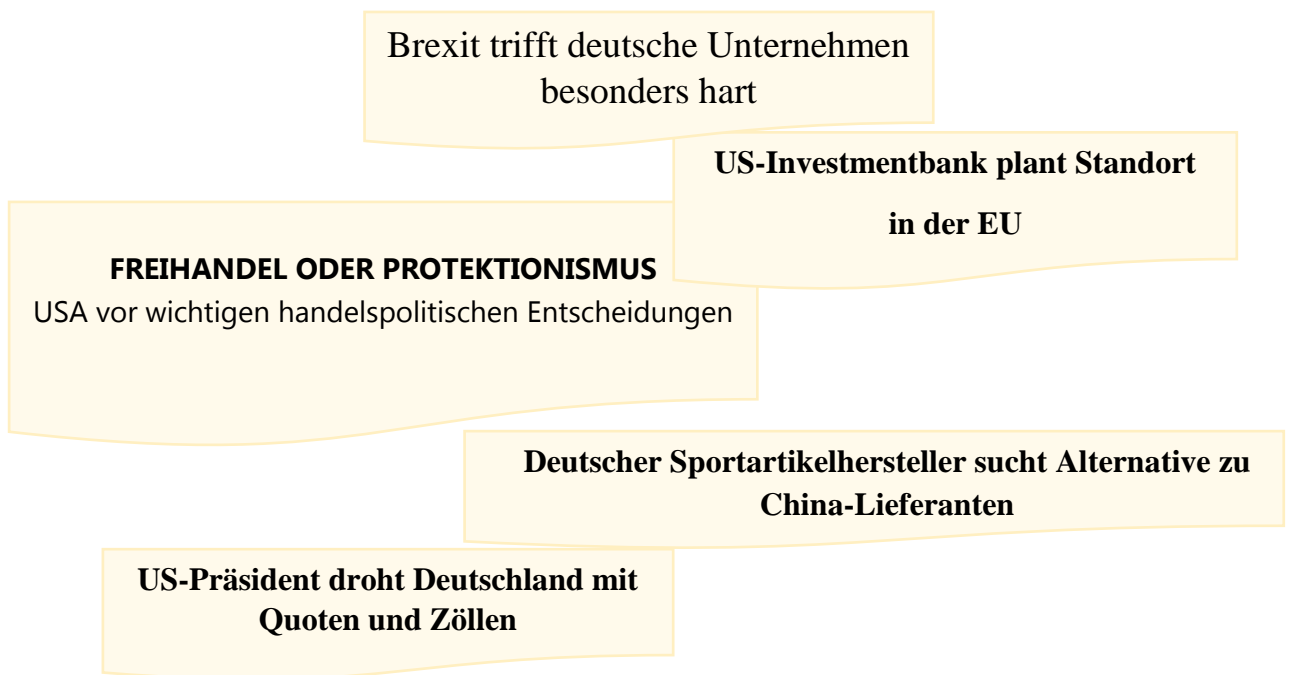 Brexit trifft deutsche Unternehmen
besonders hart
US-Investmentbank plant Standort
in der EU
FREIHANDEL ODER PROTEKTIONISMUS
USA vor wichtigen handelspolitischen Entscheidungen
Deutscher Sportartikelhersteller sucht Alternative zu
China-Lieferanten
US-Präsident droht Deutschland mit
Quoten und Zöllen